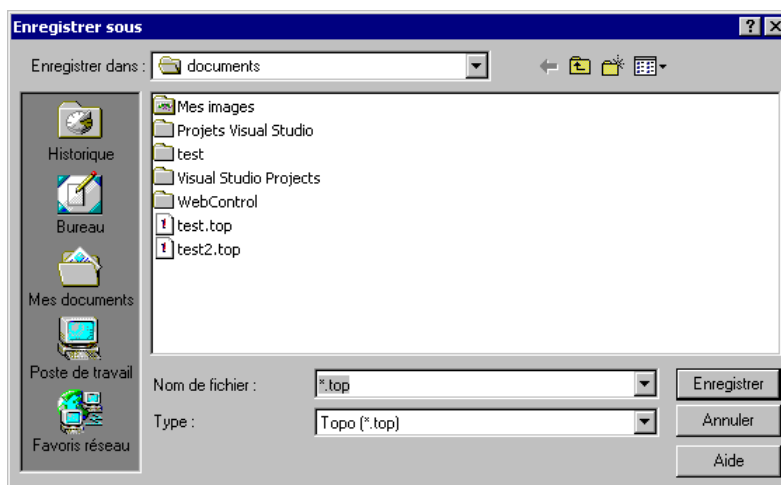 Enregistrer sous
Enregistrer dans : documents
Historique
Bureau
Mes documents
Poste de travail
Favoris réseau
Mes images
Projets Visual Studio
test
Visual Studio Projects
WebControl
test.top
test2.top
Nom de fichier : *.top
Enregistrer
Type : Topo (*.top)
Annuler
Aide